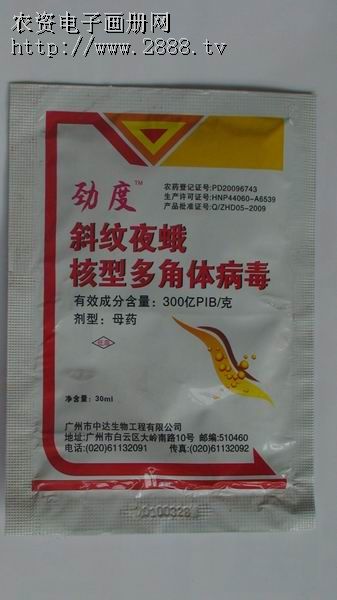 农资电子画册网
http://www.2888.tv
劲度™
农药登记证号:PD20096743
生产许可证号:HNP44060-A6539
产品批准证号:Q/ZHD05-2009
斜纹夜蛾
核型多角体病毒
有效成分含量: 300亿PIB/克
剂型: 母药
净含量: 30ml
广州市中达生物工程有限公司
地址:广州市白云区大岭南路10号 邮编:510460
电话:(020)61132091 传真:(020)61132092